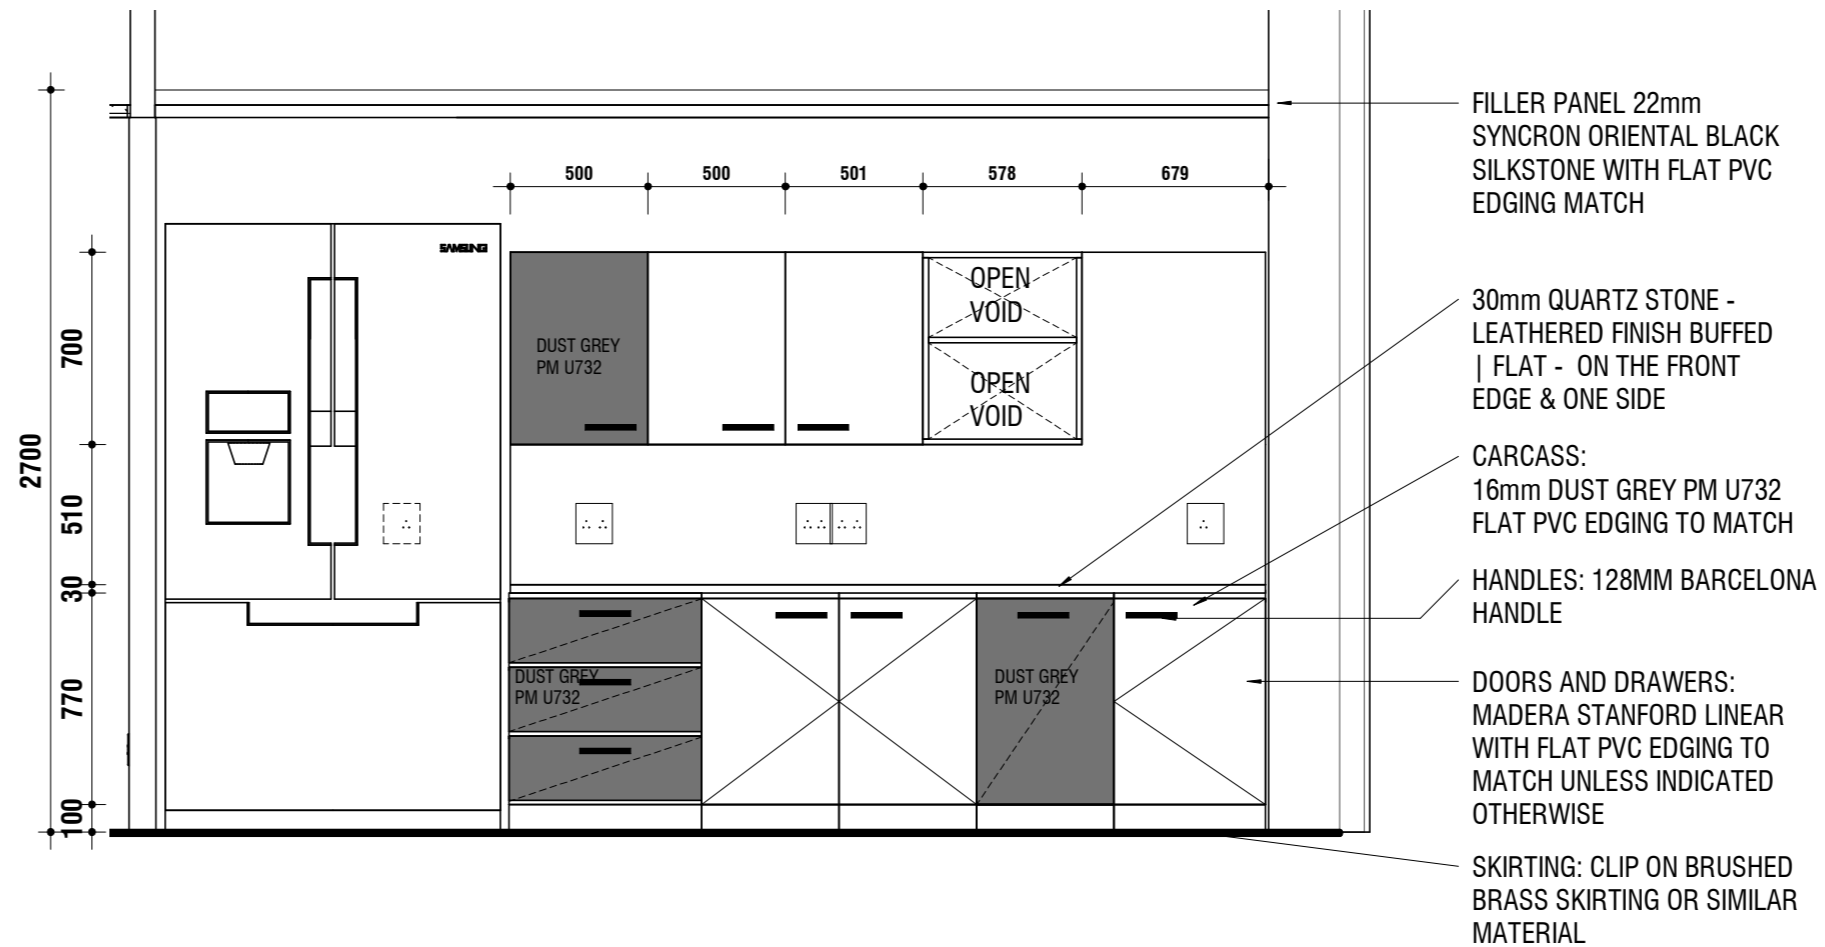 FILLER PANEL 22mm
SYNCRON ORIENTAL BLACK
SILKSTONE WITH FLAT PVC
EDGING MATCH
500
500
501
578
679
SAMSUNG
OPEN
VOID
OPEN
VOID
DUST GREY
PM U732
700
2700
510
30
770
100
30mm QUARTZ STONE -
LEATHERED FINISH BUFFED
| FLAT - ON THE FRONT
EDGE & ONE SIDE
CARCASS:
16mm DUST GREY PM U732
FLAT PVC EDGING TO MATCH
HANDLES: 128MM BARCELONA
HANDLE
DUST GREY
PM U732
DUST GREY
PM U732
DOORS AND DRAWERS:
MADERA STANFORD LINEAR
WITH FLAT PVC EDGING TO
MATCH UNLESS INDICATED
OTHERWISE
SKIRTING: CLIP ON BRUSHED
BRASS SKIRTING OR SIMILAR
MATERIAL